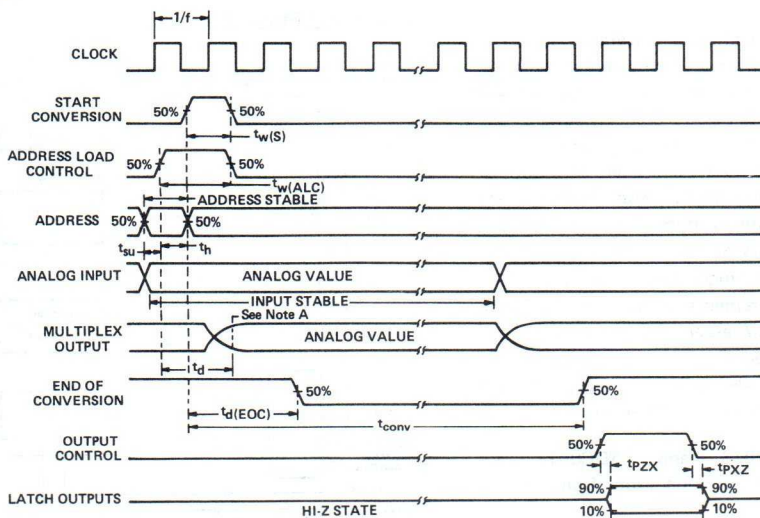 1/f
CLOCK
START
CONVERSION
50%
50%
tw(S)
ADDRESS LOAD
CONTROL
50%
50%
tw(ALC)
ADDRESS STABLE
ADDRESS
50%
50%
tsu
th
ANALOG INPUT
ANALOG VALUE
INPUT STABLE
See Note A
MULTIPLEX
OUTPUT
ANALOG VALUE
td
END OF
CONVERSION
50%
50%
td(EOC)
tconv
OUTPUT
CONTROL
50%
50%
tPZX
tPXZ
LATCH OUTPUTS
HI-Z STATE
90%
90%
10%
10%